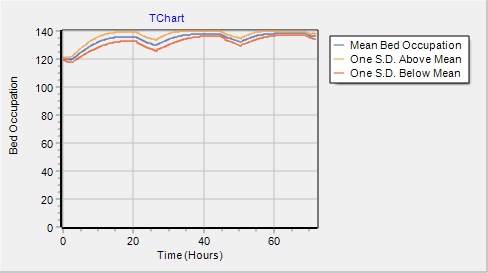 TChart
Mean Bed Occupation
One S.D. Above Mean
One S.D. Below Mean
Bed Occupation
140
120
100
80
60
40
20
0
0 20 40 60
Time (Hours)